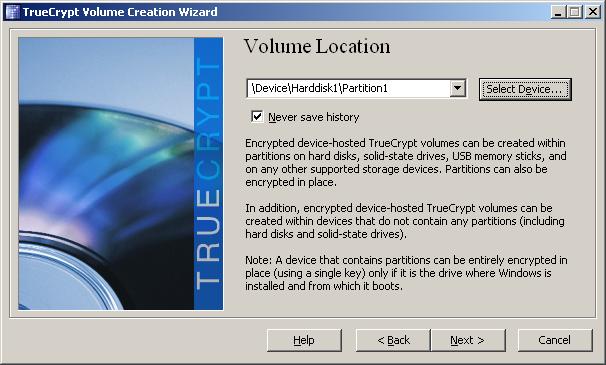 TrueCrypt Volume Creation Wizard
TRUECRYPT
Volume Location
\Device\Harddisk1\Partition1
Select Device...
Never save history
Encrypted device-hosted TrueCrypt volumes can be created within
partitions on hard disks, solid-state drives, USB memory sticks, and
on any other supported storage devices. Partitions can also be
encrypted in place.
In addition, encrypted device-hosted TrueCrypt volumes can be
created within devices that do not contain any partitions (including
hard disks and solid-state drives).
Note: A device that contains partitions can be entirely encrypted in
place (using a single key) only if it is the drive where Windows is
installed and from which it boots.
Help
< Back
Next >
Cancel